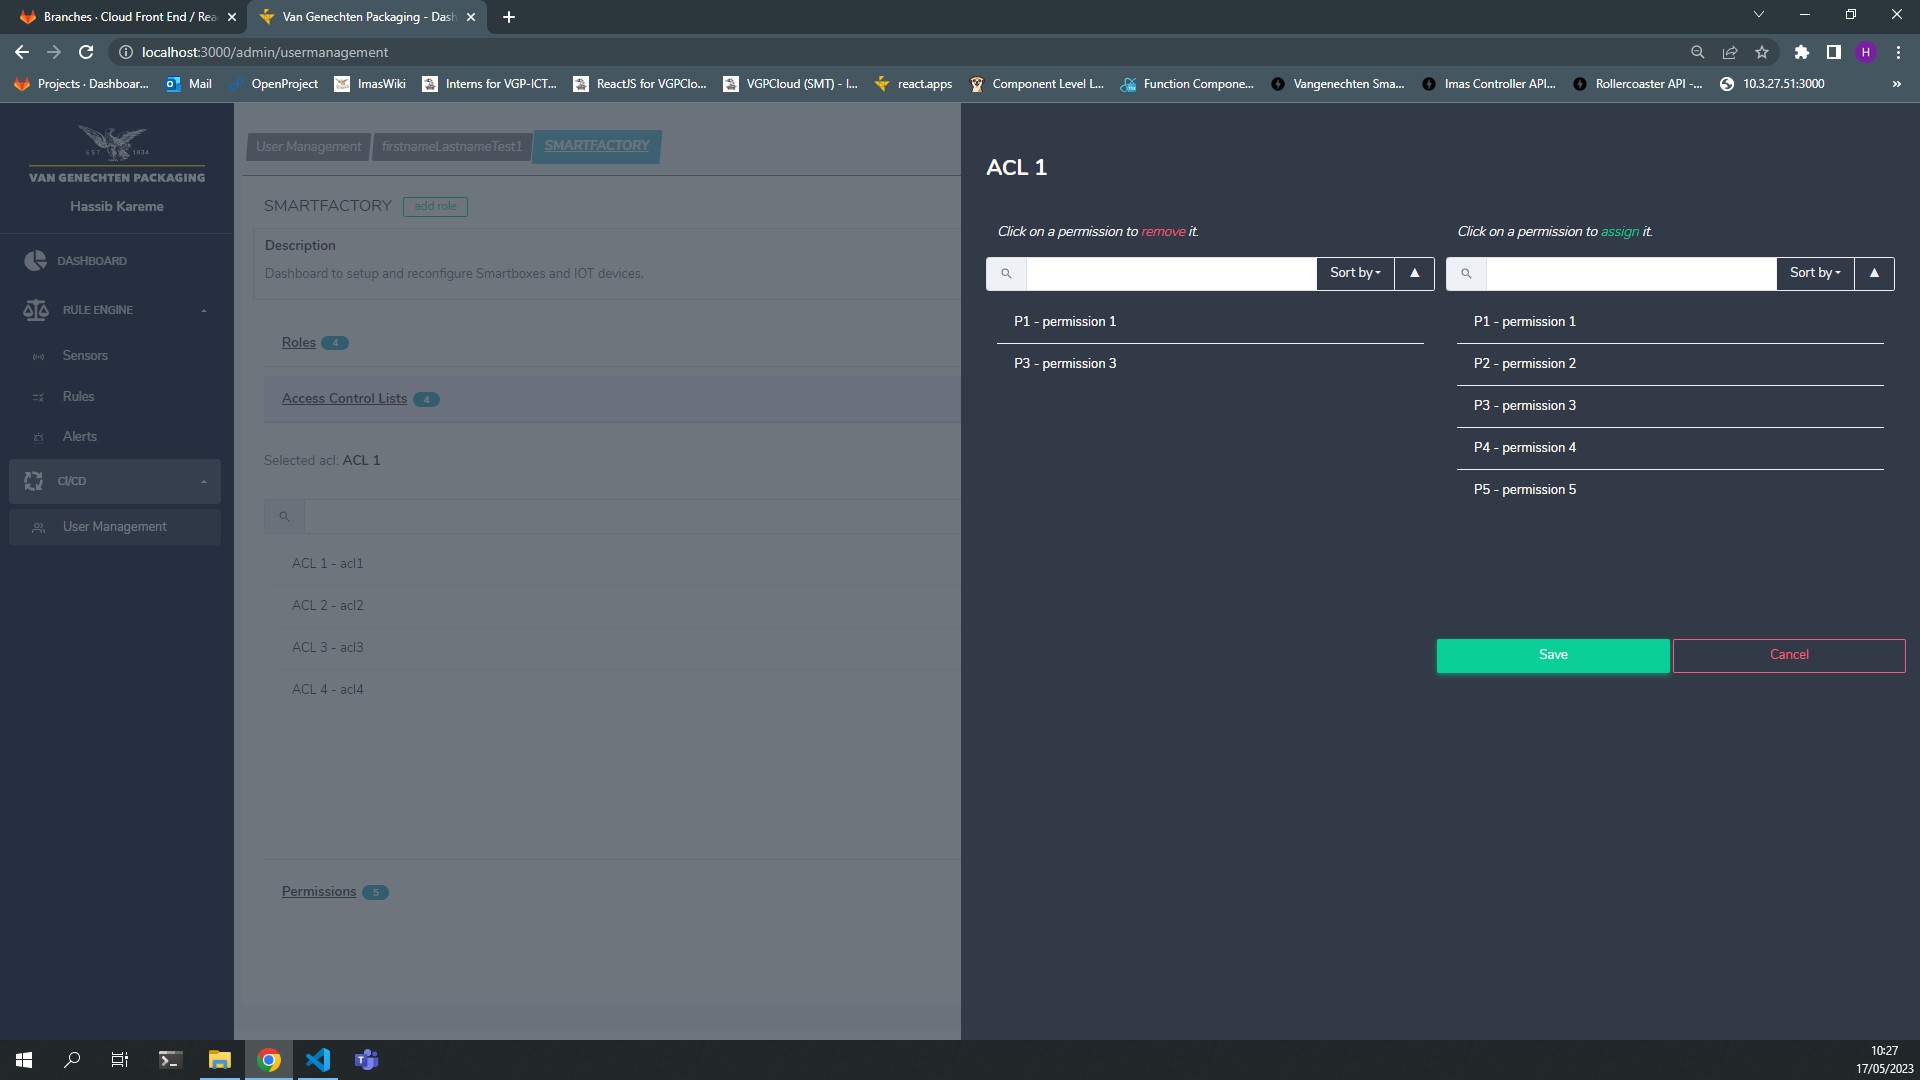 Branches · Cloud Front End / Rea
Van Genechten Packaging - Dash
localhost:3000/admin/usermanagement
H
Projects · Dashboar...
Mail
OpenProject
ImasWiki
Interns for VGP-ICT...
ReactJS for VGPClo...
VGPCloud (SMT) - I...
react.apps
Component Level L...
Function Compone...
Vangenechten Sma...
Imas Controller API...
Rollercoaster API -...
10.3.27.51:3000
»
EST. 1834
VAN GENECHTEN PACKAGING
Hassib Kareme
DASHBOARD
RULE ENGINE
Sensors
Rules
Alerts
CI/CD
User Management
User Management
firstnameLastnameTest1
SMARTFACTORY
SMARTFACTORY
add role
Description
Dashboard to setup and reconfigure Smartboxes and IOT devices.
Roles 4
Access Control Lists 4
Selected acl: ACL 1
ACL 1 - acl1
ACL 2 - acl2
ACL 3 - acl3
ACL 4 - acl4
Permissions 5
ACL 1
Click on a permission to remove it.
Sort by
▲
P1 - permission 1
P3 - permission 3
Click on a permission to assign it.
Sort by
▲
P1 - permission 1
P2 - permission 2
P3 - permission 3
P4 - permission 4
P5 - permission 5
Save
Cancel
10:27
17/05/2023